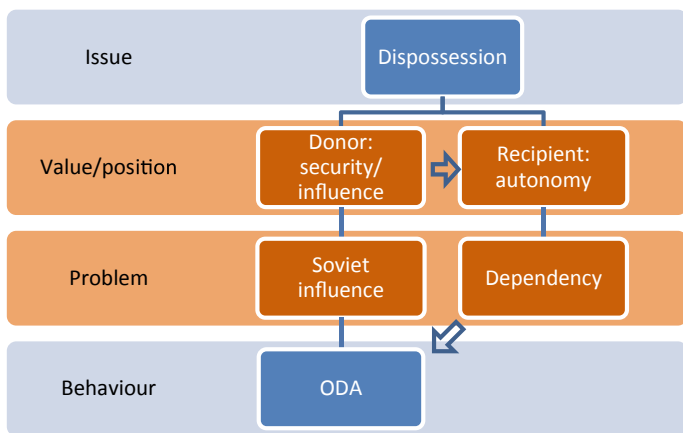 Issue
Dispossession
Value/position
Donor:
security/
influence
Recipient:
autonomy
Problem
Soviet
influence
Dependency
Behaviour
ODA